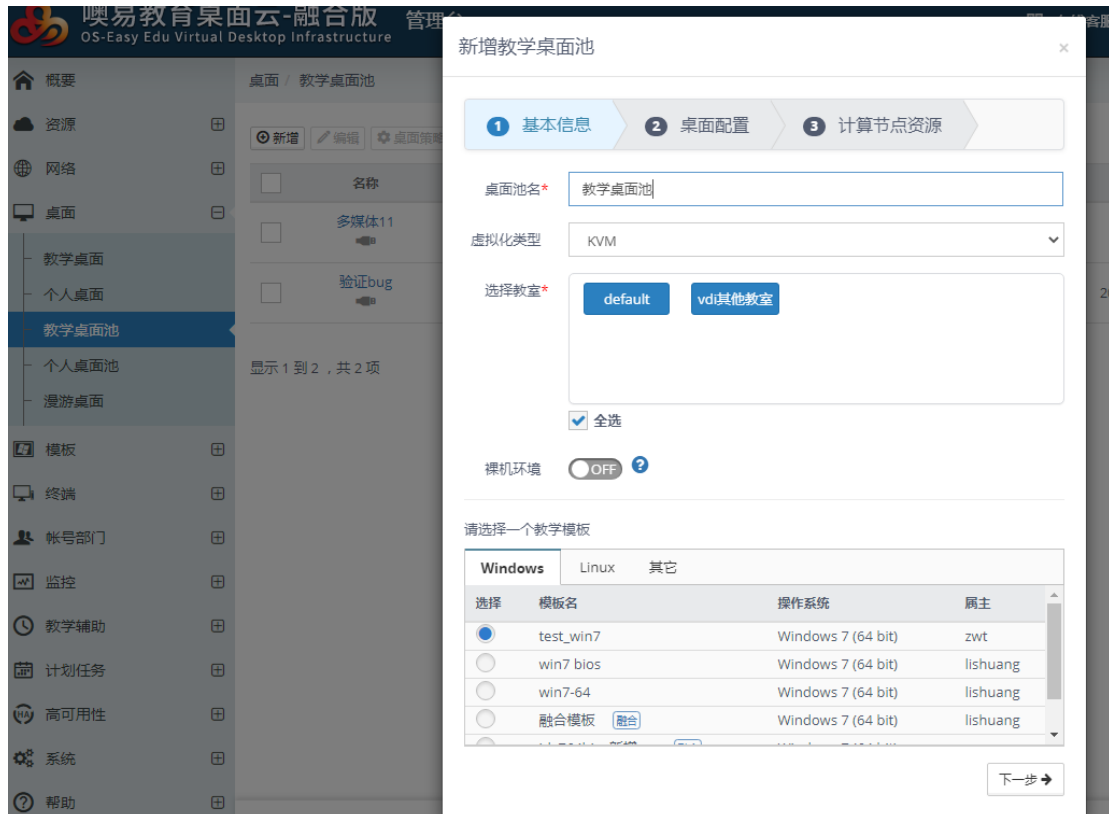 噢易教育桌面云-融合版 管理
OS-Easy Edu Virtual Desktop Infrastructure
概要
资源
网络
桌面
教学桌面
个人桌面
教学桌面池
个人桌面池
漫游桌面
模板
终端
帐号部门
监控
教学辅助
计划任务
高可用性
系统
帮助
桌面 / 教学桌面池
新增 编辑 桌面策略
名称
多媒体11
验证bug
显示 1 到 2 ，共 2 项
新增教学桌面池 ×
1 基本信息 2 桌面配置 3 计算节点资源
桌面池名* 教学桌面池
虚拟化类型 KVM
选择教室* default vdi其他教室
全选
裸机环境 OFF ?
请选择一个教学模板
Windows Linux 其它
选择 模板名 操作系统 属主
test_win7 Windows 7 (64 bit) zwt
win7 bios Windows 7 (64 bit) lishuang
win7-64 Windows 7 (64 bit) lishuang
融合模板 融合 Windows 7 (64 bit) lishuang
下一步